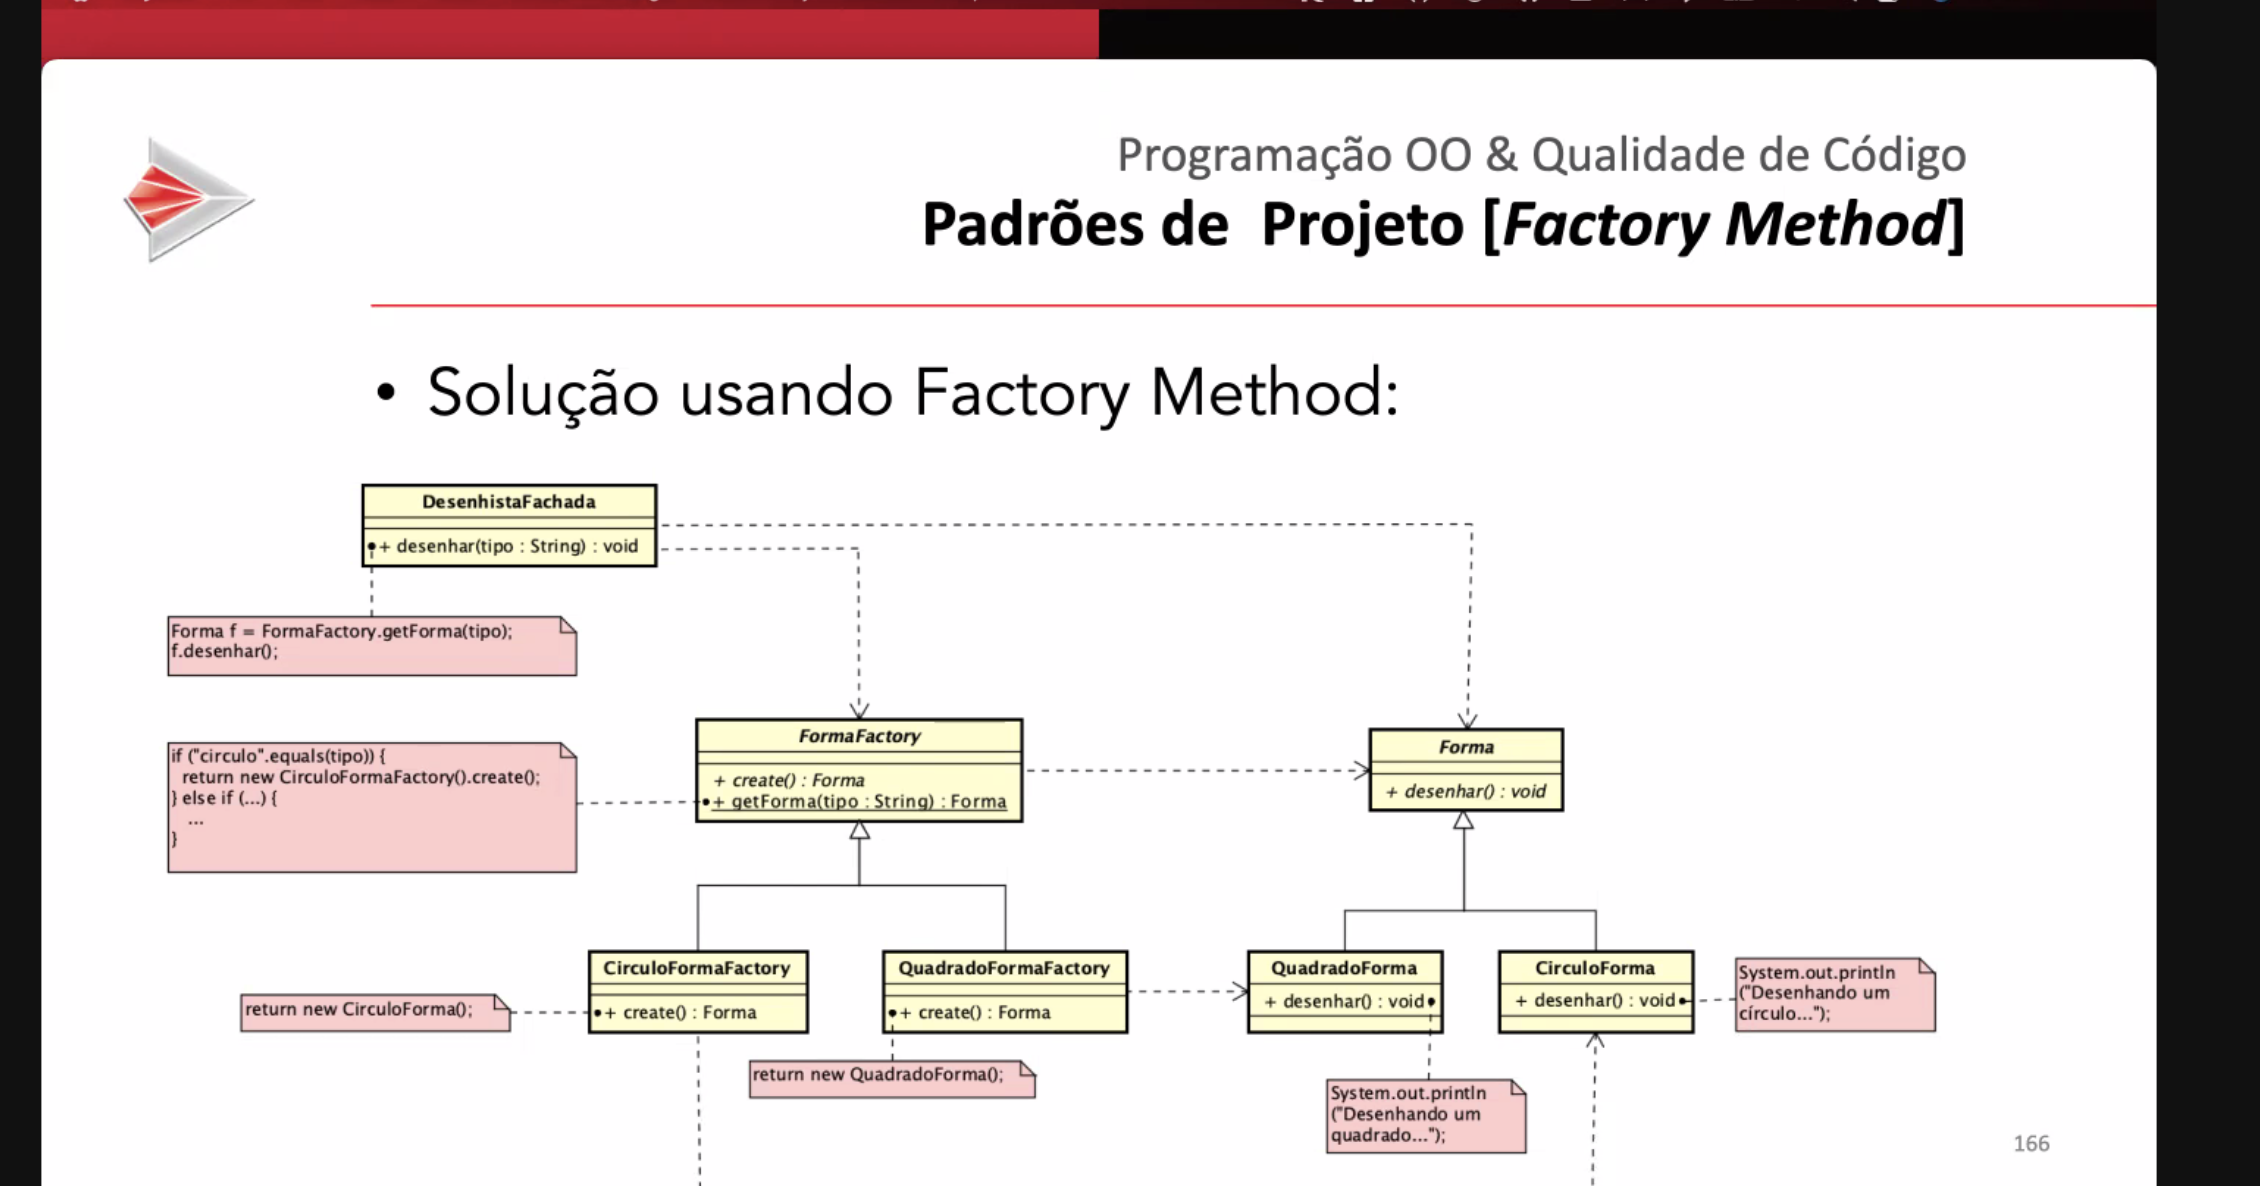 Programação OO & Qualidade de Código
Padrões de  Projeto [Factory Method]
• Solução usando Factory Method:
DesenhistaFachada
+ desenhar(tipo : String) : void
Forma f = FormaFactory.getForma(tipo);
f.desenhar();
if ("circulo".equals(tipo)) {
return new CirculoFormaFactory().create();
} else if (...) {
...
}
FormaFactory
+ create() : Forma
+ getForma(tipo : String) : Forma
Forma
+ desenhar() : void
CirculoFormaFactory
+ create() : Forma
return new CirculoForma();
QuadradoFormaFactory
+ create() : Forma
return new QuadradoForma();
QuadradoForma
+ desenhar() : void
System.out.println
("Desenhando um
quadrado...");
CirculoForma
+ desenhar() : void
System.out.println
("Desenhando um
círculo...");
166